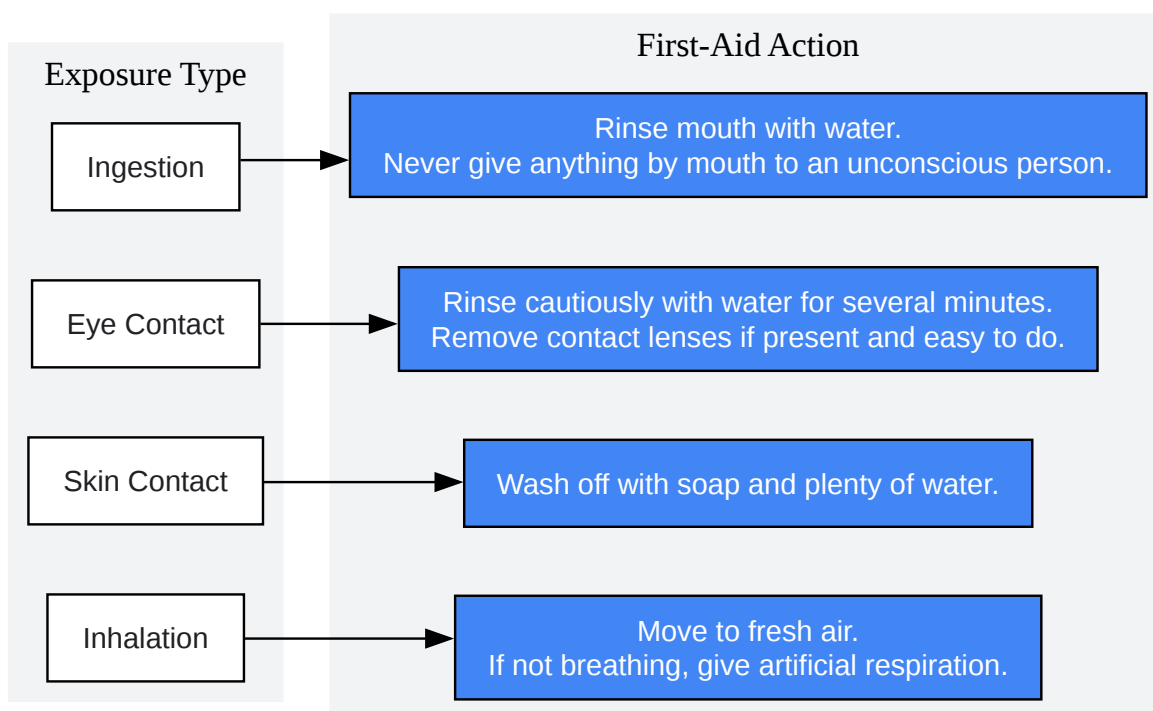 First-Aid Action
Exposure Type
Ingestion
Rinse mouth with water.
Never give anything by mouth to an unconscious person.
Eye Contact
Rinse cautiously with water for several minutes.
Remove contact lenses if present and easy to do.
Skin Contact
Wash off with soap and plenty of water.
Inhalation
Move to fresh air.
If not breathing, give artificial respiration.